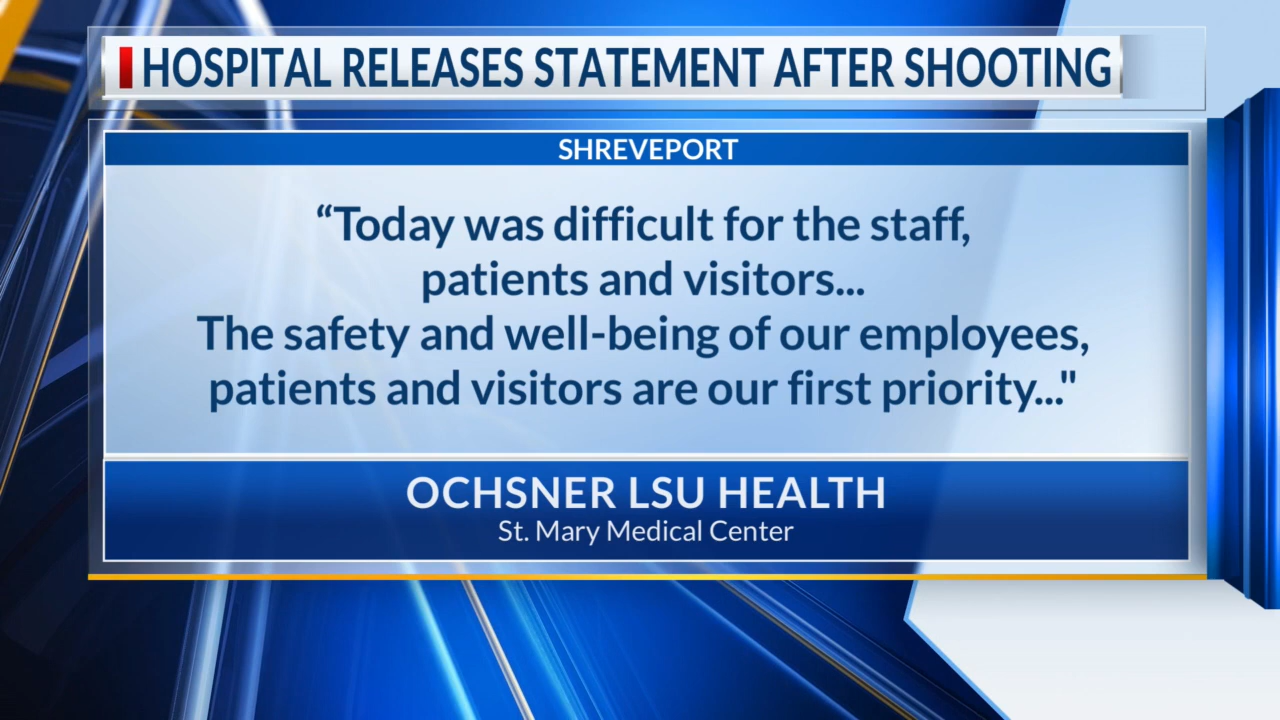 HOSPITAL RELEASES STATEMENT AFTER SHOOTING
SHREVEPORT
“Today was difficult for the staff,
patients and visitors...
The safety and well-being of our employees,
patients and visitors are our first priority..."
OCHSNER LSU HEALTH
St. Mary Medical Center